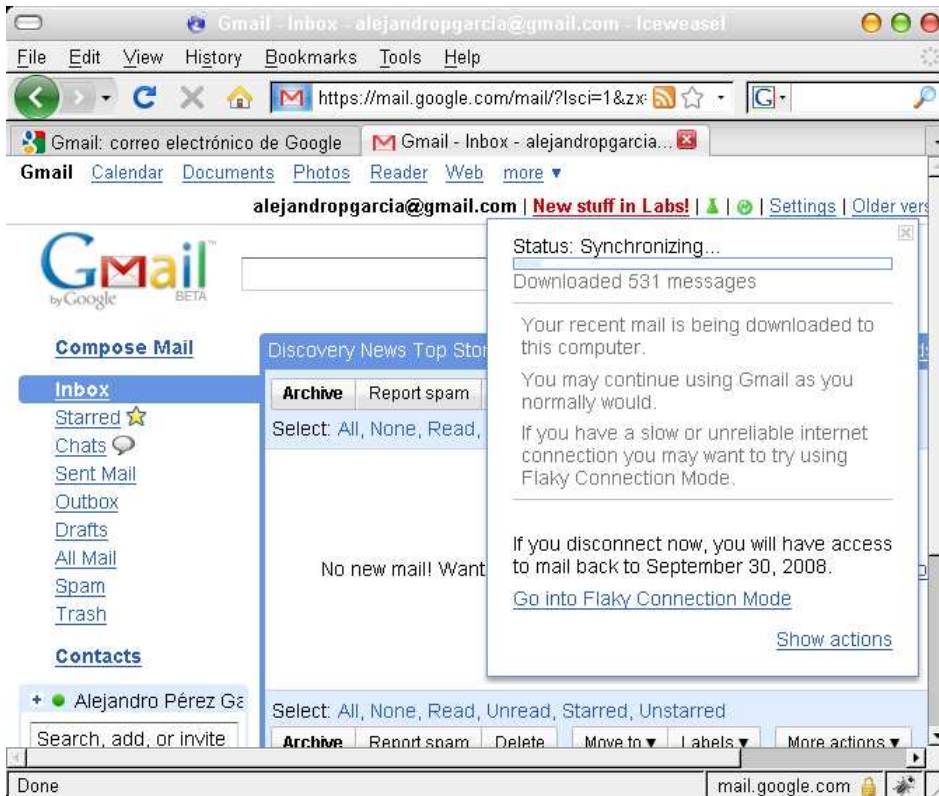 Gmail - Inbox - alejandropgarcia@gmail.com - Iceweasel
File Edit View History Bookmarks Tools Help
https://mail.google.com/mail/?lsci=1&zx=
G
Gmail: correo electrónico de Google
Gmail - Inbox - alejandropgarcia...
Gmail Calendar Documents Photos Reader Web more ▼
alejandropgarcia@gmail.com | New stuff in Labs! | | | Settings | Older vers
Gmail
by Google BETA
Status: Synchronizing...
Downloaded 531 messages
Your recent mail is being downloaded to
this computer.
You may continue using Gmail as you
normally would.
If you have a slow or unreliable internet
connection you may want to try using
Flaky Connection Mode.
If you disconnect now, you will have access
to mail back to September 30, 2008.
Go into Flaky Connection Mode
Show actions
Compose Mail
Inbox
Starred
Chats
Sent Mail
Outbox
Drafts
All Mail
Spam
Trash
Contacts
+ Alejandro Pérez Ga
Search, add, or invite
Discovery News Top Stor
Archive Report spam
Select: All, None, Read,
No new mail! Want
Select: All, None, Read, Unread, Starred, Unstarred
Archive Report spam Delete Move to ▼ Labels ▼ More actions ▼
Done
mail.google.com